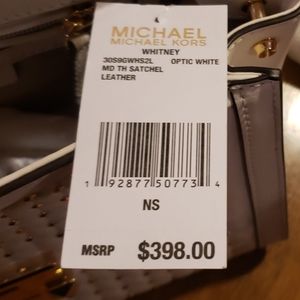 MICHAEL
MICHAEL KORS
WHITNEY
30S9GWHS2L OPTIC WHITE
MD TH SATCHEL
LEATHER
1 92877 50773 4
NS
MSRP $398.00